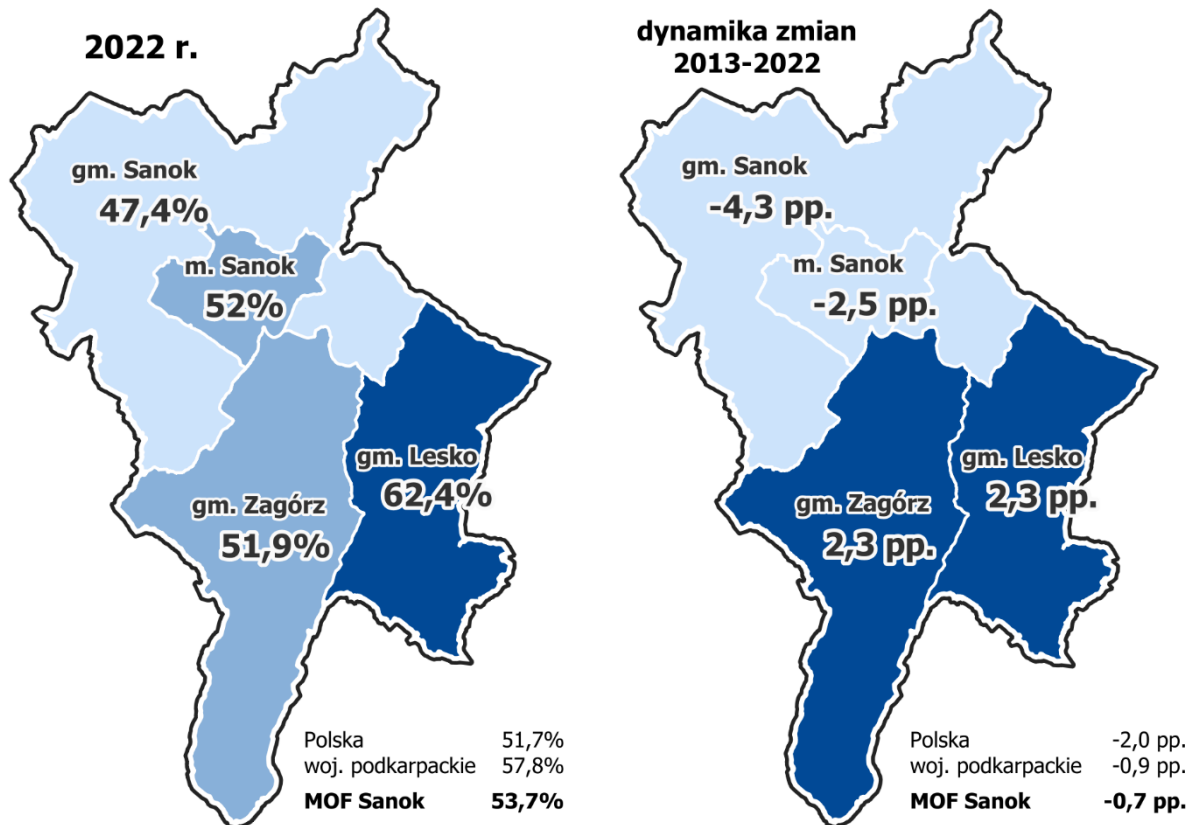 2022 r.
gm. Sanok
47,4%
m. Sanok
52%
gm. Lesko
62,4%
gm. Zagórz
51,9%
Polska 51,7%
woj. podkarpackie 57,8%
MOF Sanok 53,7%
dynamika zmian
2013-2022
gm. Sanok
-4,3 pp.
m. Sanok
-2,5 pp.
gm. Lesko
2,3 pp.
gm. Zagórz
2,3 pp.
Polska -2,0 pp.
woj. podkarpackie -0,9 pp.
MOF Sanok -0,7 pp.